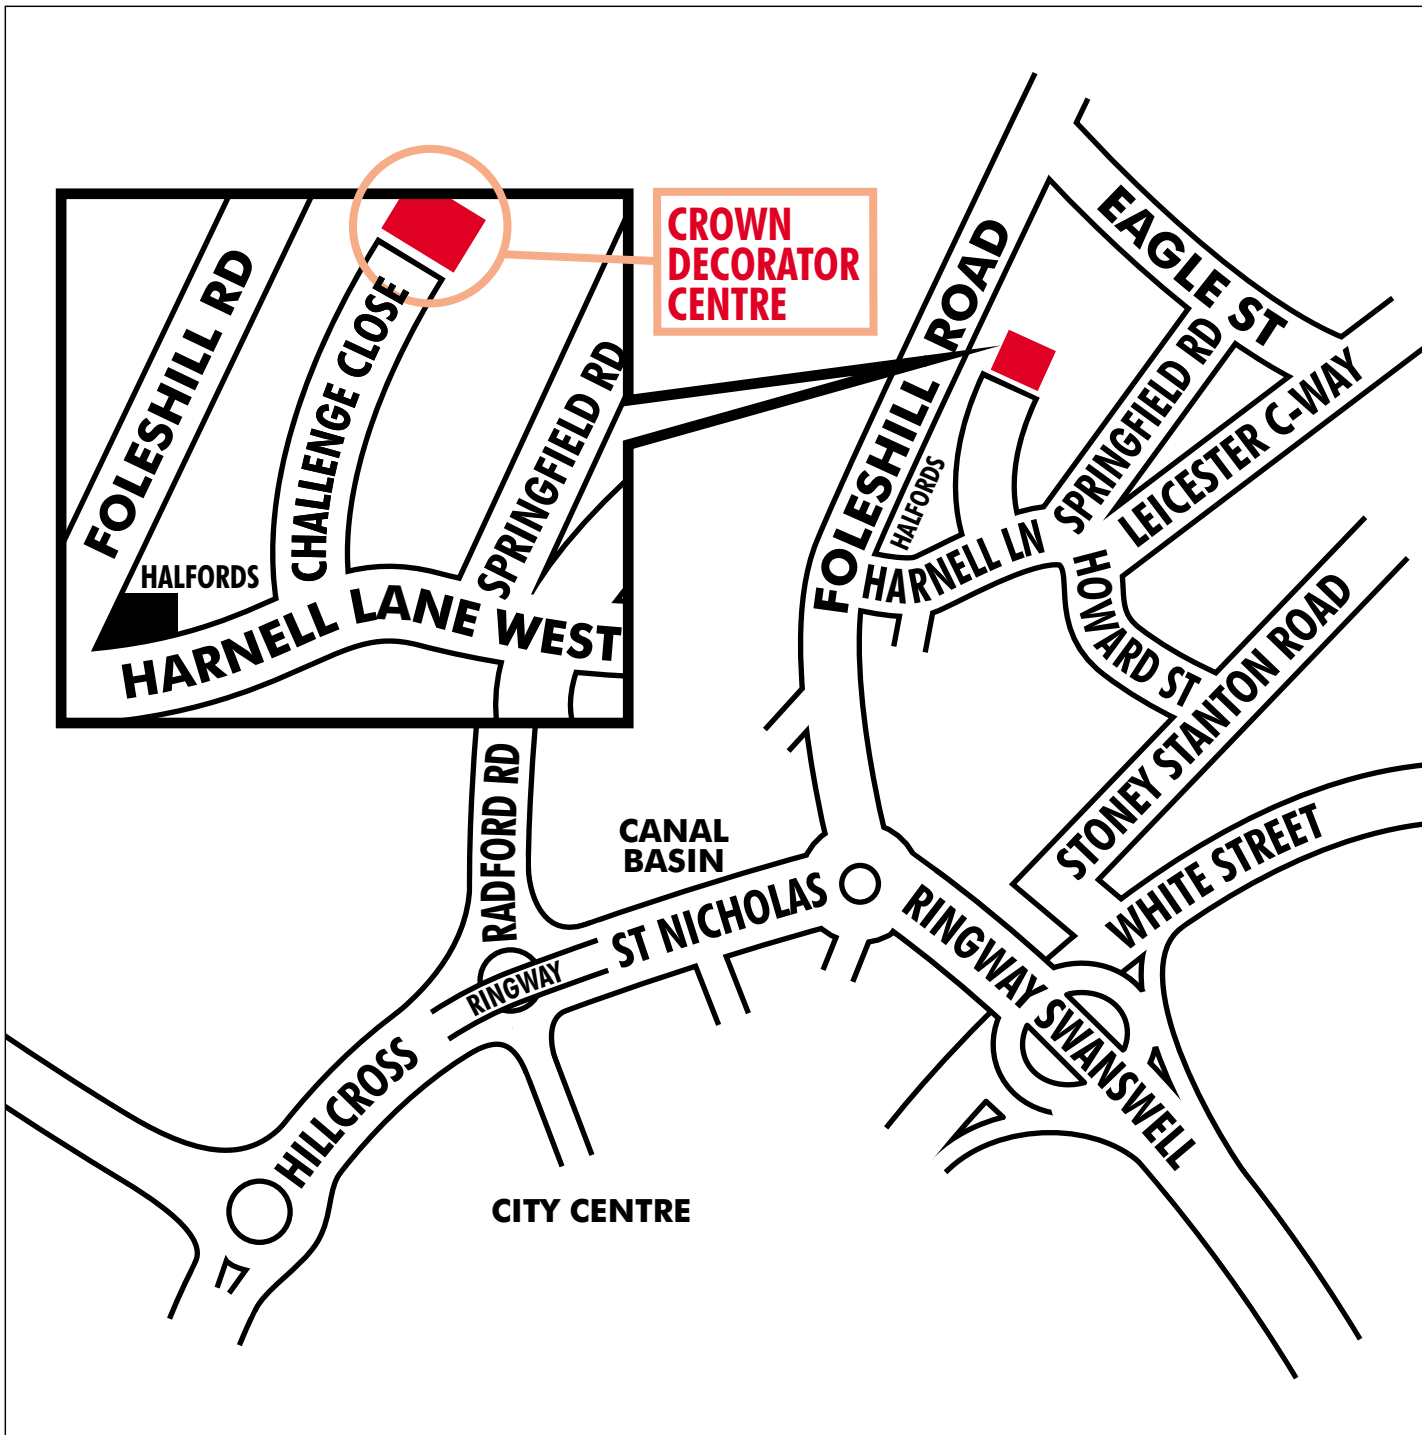 CROWN
DECORATOR
CENTRE
FOLESHILL RD
CHALLENGE CLOSE
SPRINGFIELD RD
HALFORDS
HARNELL LANE WEST
FOLESHILL ROAD
EAGLE ST
SPRINGFIELD RD
LEICESTER C-WAY
HALFORDS
HARNELL LN
HOWARD ST
STONEY STANTON ROAD
WHITE STREET
RADFORD RD
CANAL
BASIN
ST NICHOLAS
RINGWAY
RINGWAY SWANSWELL
HILLCROSS
CITY CENTRE